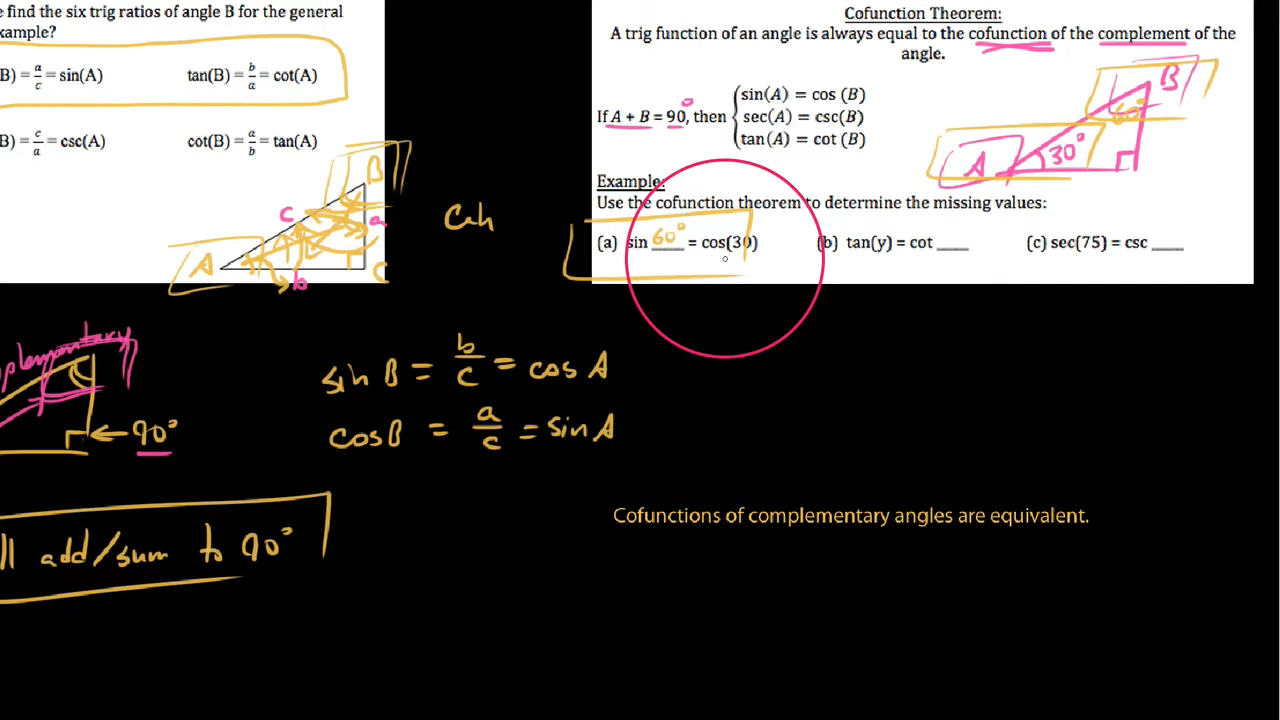 e find the six trig ratios of angle B for the general
xample?
B) = a/c = sin(A) tan(B) = b/a = cot(A)
B) = c/a = csc(A) cot(B) = a/b = tan(A)
B
c
a
A
b
C
Cah
Cofunction Theorem:
A trig function of an angle is always equal to the cofunction of the complement of the
angle.
sin(A) = cos (B)
If A + B = 90°, then sec(A) = csc(B)
tan(A) = cot (B)
B
60°
A 30°
Example:
Use the cofunction theorem to determine the missing values:
(a) sin 60° = cos(30) (b) tan(y) = cot ____ (c) sec(75) = csc ____
plementary
90°
sin B = b/c = cos A
cos B = a/c = sin A
ll add/sum to 90°
Cofunctions of complementary angles are equivalent.